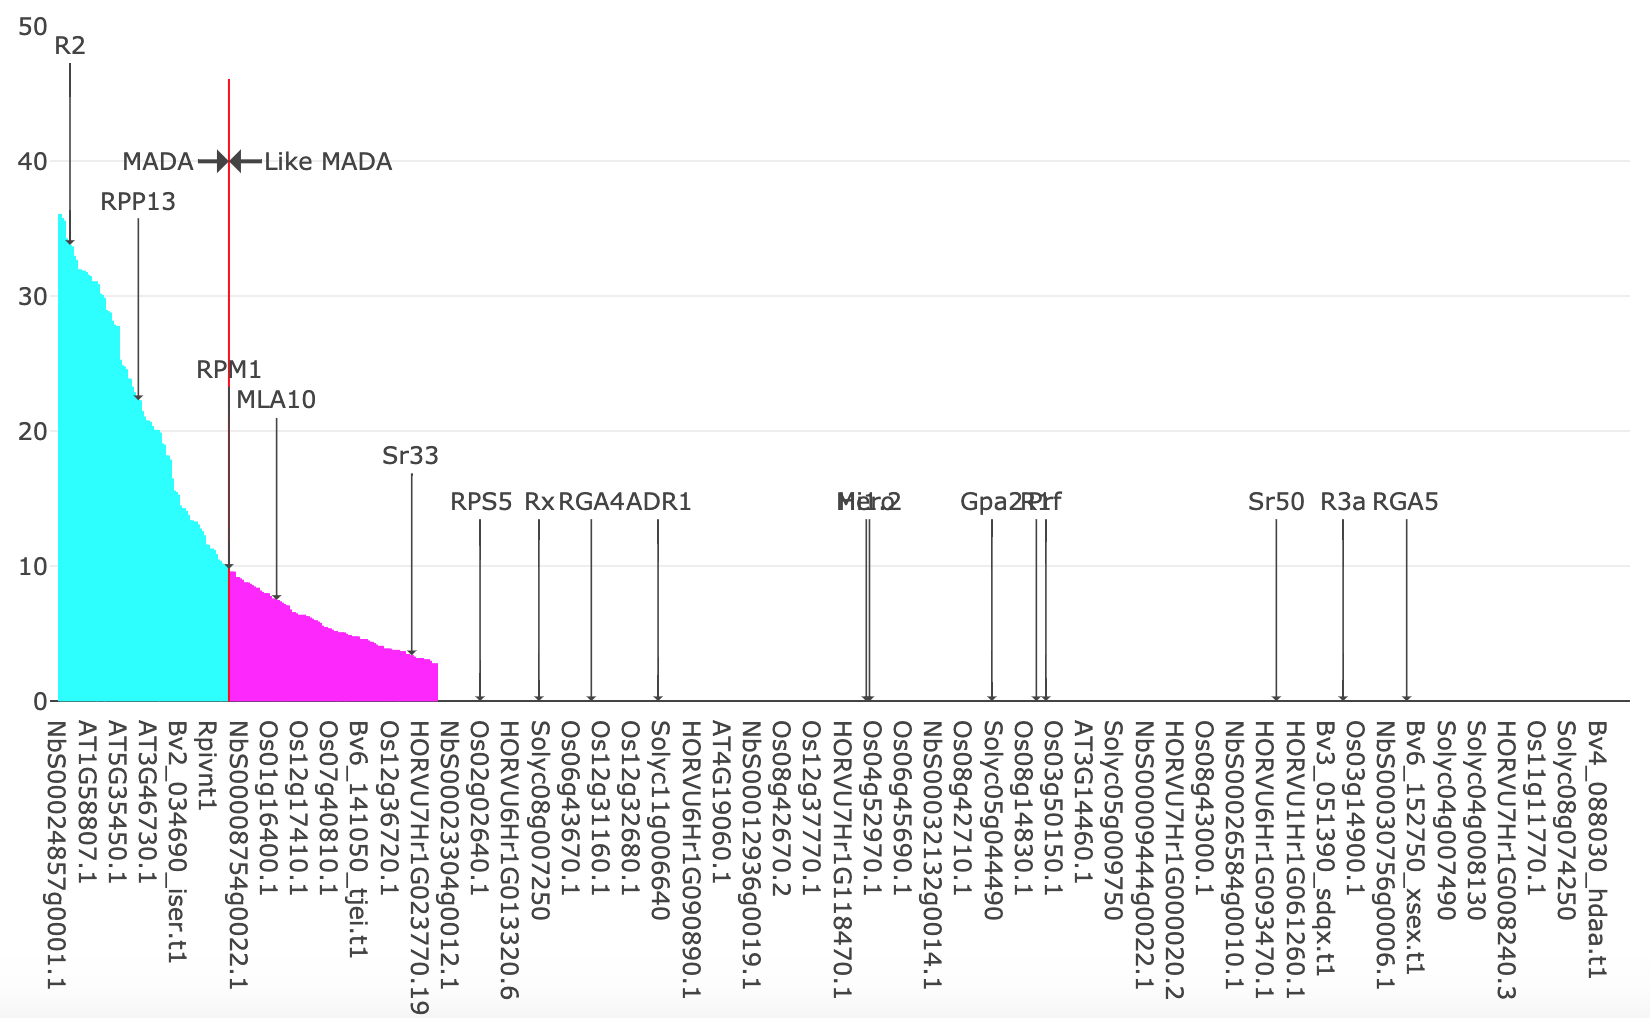 50
R2
40
MADA Like MADA
RPP13
30
RPM1
MLA10
20
Sr33
RPS5 Rx RGA4 ADR1 Mi1.2 Gpa2 Prf Sr50 R3a RGA5
10
0
NbS00024857g0001.1
AT1G58807.1
AT5G35450.1
AT3G46730.1
Bv2_034690_iser.t1
Rpivnt1
NbS00008754g0022.1
Os01g16400.1
Os12g17410.1
Os07g40810.1
Bv6_141050_tjei.t1
Os12g36720.1
HORVU7Hr1G023770.19
NbS00023304g0012.1
Os02g02640.1
HORVU6Hr1G013320.6
Solyc08g007250
Os06g43670.1
Os12g31160.1
Os12g32680.1
Solyc11g006640
HORVU6Hr1G090890.1
AT4G19060.1
NbS00012936g0019.1
Os08g42670.2
Os12g37770.1
HORVU7Hr1G118470.1
Os04g52970.1
Os06g45690.1
NbS00032132g0014.1
Os08g42710.1
Solyc05g044490
Os08g14830.1
Os03g50150.1
AT3G14460.1
Solyc05g009750
NbS00009444g0022.1
HORVU7Hr1G000020.2
Os08g43000.1
NbS00026584g0010.1
HORVU6Hr1G093470.1
HORVU1Hr1G061260.1
Bv3_051390_sdqx.t1
Os03g14900.1
NbS00030756g0006.1
Bv6_152750_xsex.t1
Solyc04g007490
Solyc04g008130
HORVU7Hr1G008240.3
Os11g11770.1
Solyc08g074250
Bv4_088030_hdaa.t1